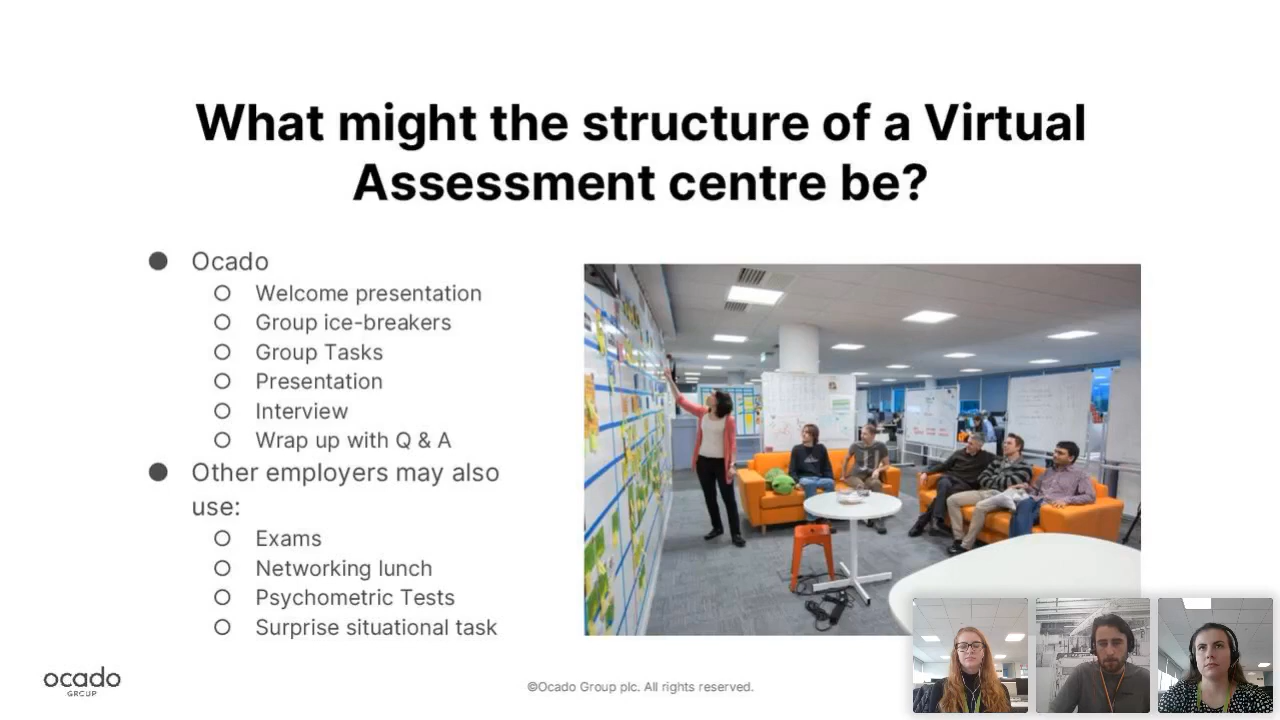 What might the structure of a Virtual
Assessment centre be?
● Ocado
○ Welcome presentation
○ Group ice-breakers
○ Group Tasks
○ Presentation
○ Interview
○ Wrap up with Q & A
● Other employers may also
use:
○ Exams
○ Networking lunch
○ Psychometric Tests
○ Surprise situational task
ocado
GROUP
©Ocado Group plc. All rights reserved.